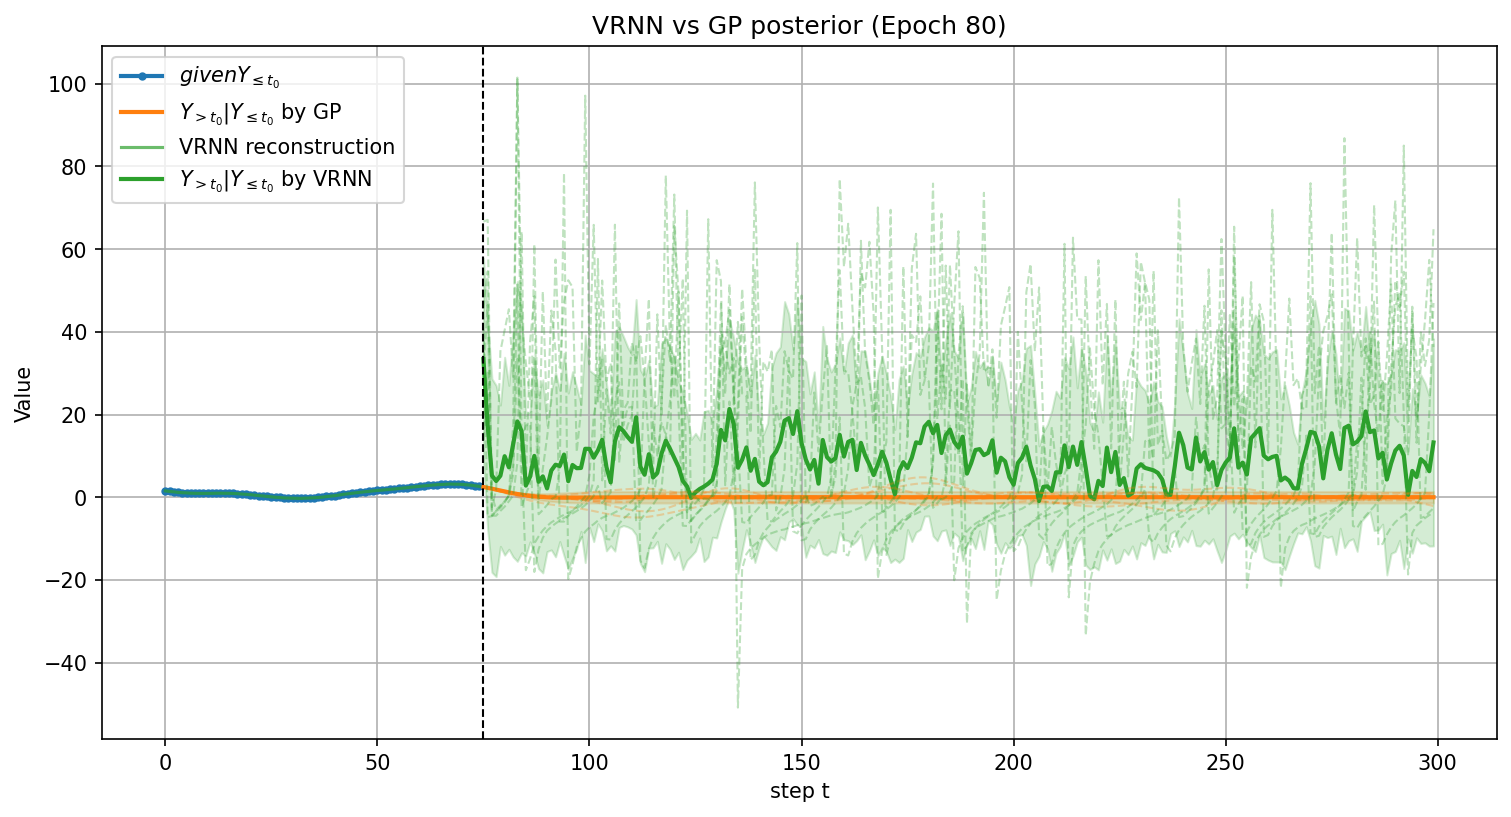 VRNN vs GP posterior (Epoch 80)
givenY≤t₀
Y>t₀|Y≤t₀ by GP
VRNN reconstruction
Y>t₀|Y≤t₀ by VRNN
Value
100
80
60
40
20
0
−20
−40
0 50 100 150 200 250 300
step t